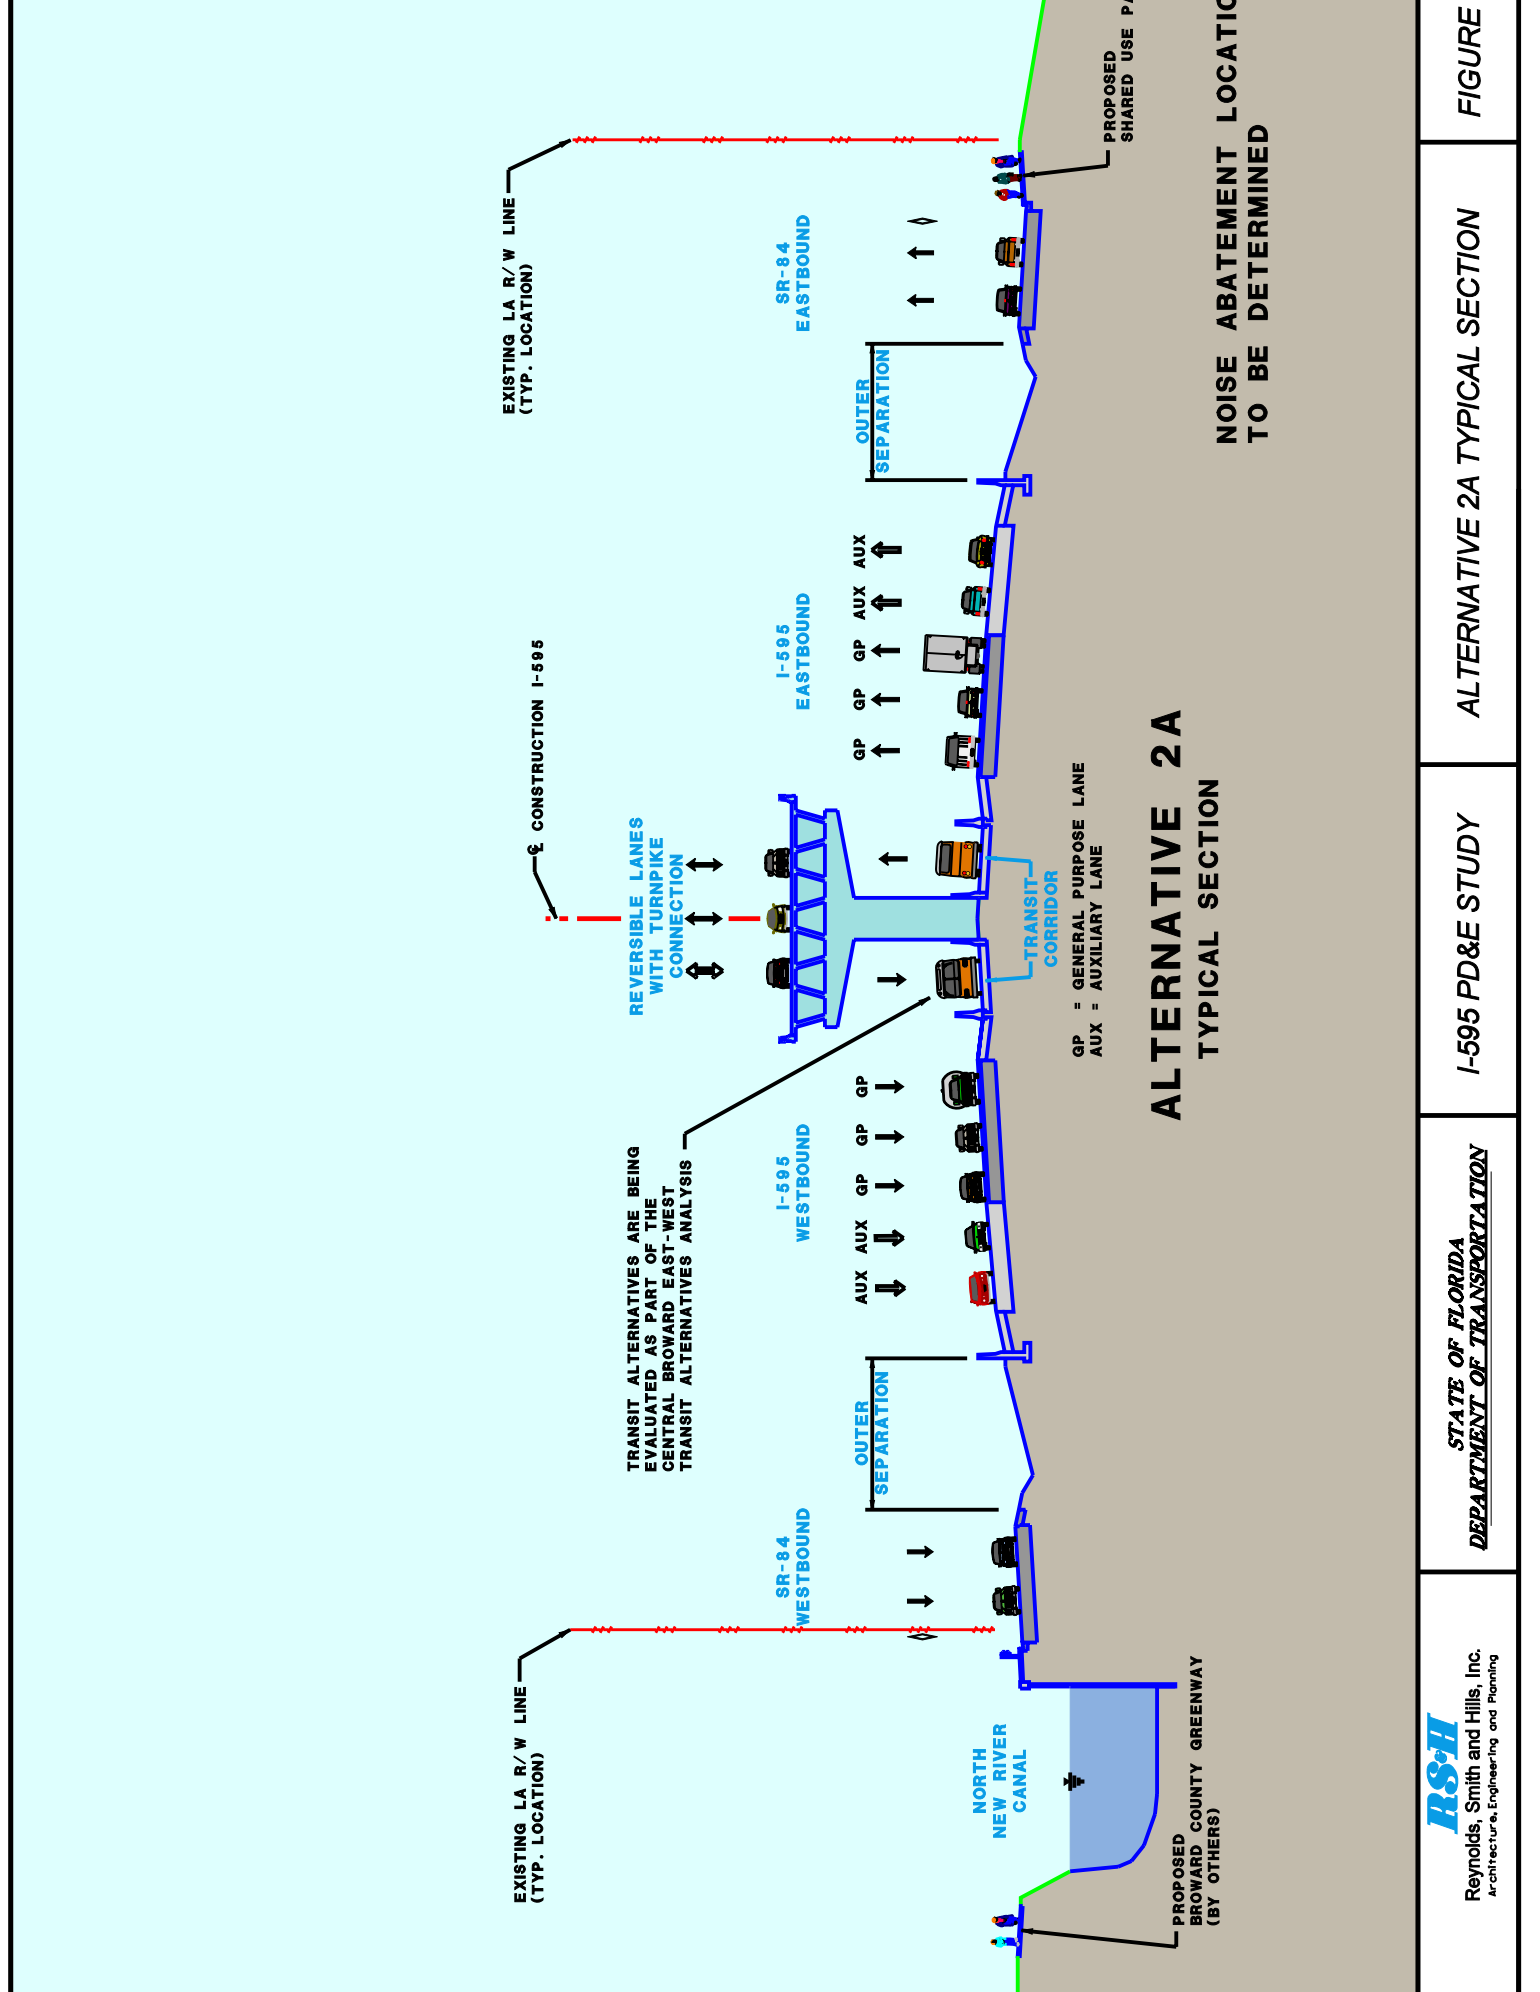 EXISTING LA R/W LINE
(TYP. LOCATION)
EXISTING LA R/W LINE
(TYP. LOCATION)
℄ CONSTRUCTION I-595
TRANSIT ALTERNATIVES ARE BEING
EVALUATED AS PART OF THE
CENTRAL BROWARD EAST-WEST
TRANSIT ALTERNATIVES ANALYSIS
REVERSIBLE LANES
WITH TURNPIKE
CONNECTION
SR-84
WESTBOUND
I-595
WESTBOUND
I-595
EASTBOUND
SR-84
EASTBOUND
OUTER
SEPARATION
AUX
AUX
GP
GP
GP
GP
GP
GP
AUX
AUX
OUTER
SEPARATION
NORTH
NEW RIVER
CANAL
TRANSIT
CORRIDOR
GP = GENERAL PURPOSE LANE
AUX = AUXILIARY LANE
PROPOSED
SHARED USE PA
PROPOSED
BROWARD COUNTY GREENWAY
(BY OTHERS)
ALTERNATIVE 2A
TYPICAL SECTION
NOISE ABATEMENT LOCATIO
TO BE DETERMINED
RS&H
Reynolds, Smith and Hills, Inc.
Architecture, Engineering and Planning
STATE OF FLORIDA
DEPARTMENT OF TRANSPORTATION
I-595 PD&E STUDY
ALTERNATIVE 2A TYPICAL SECTION
FIGURE